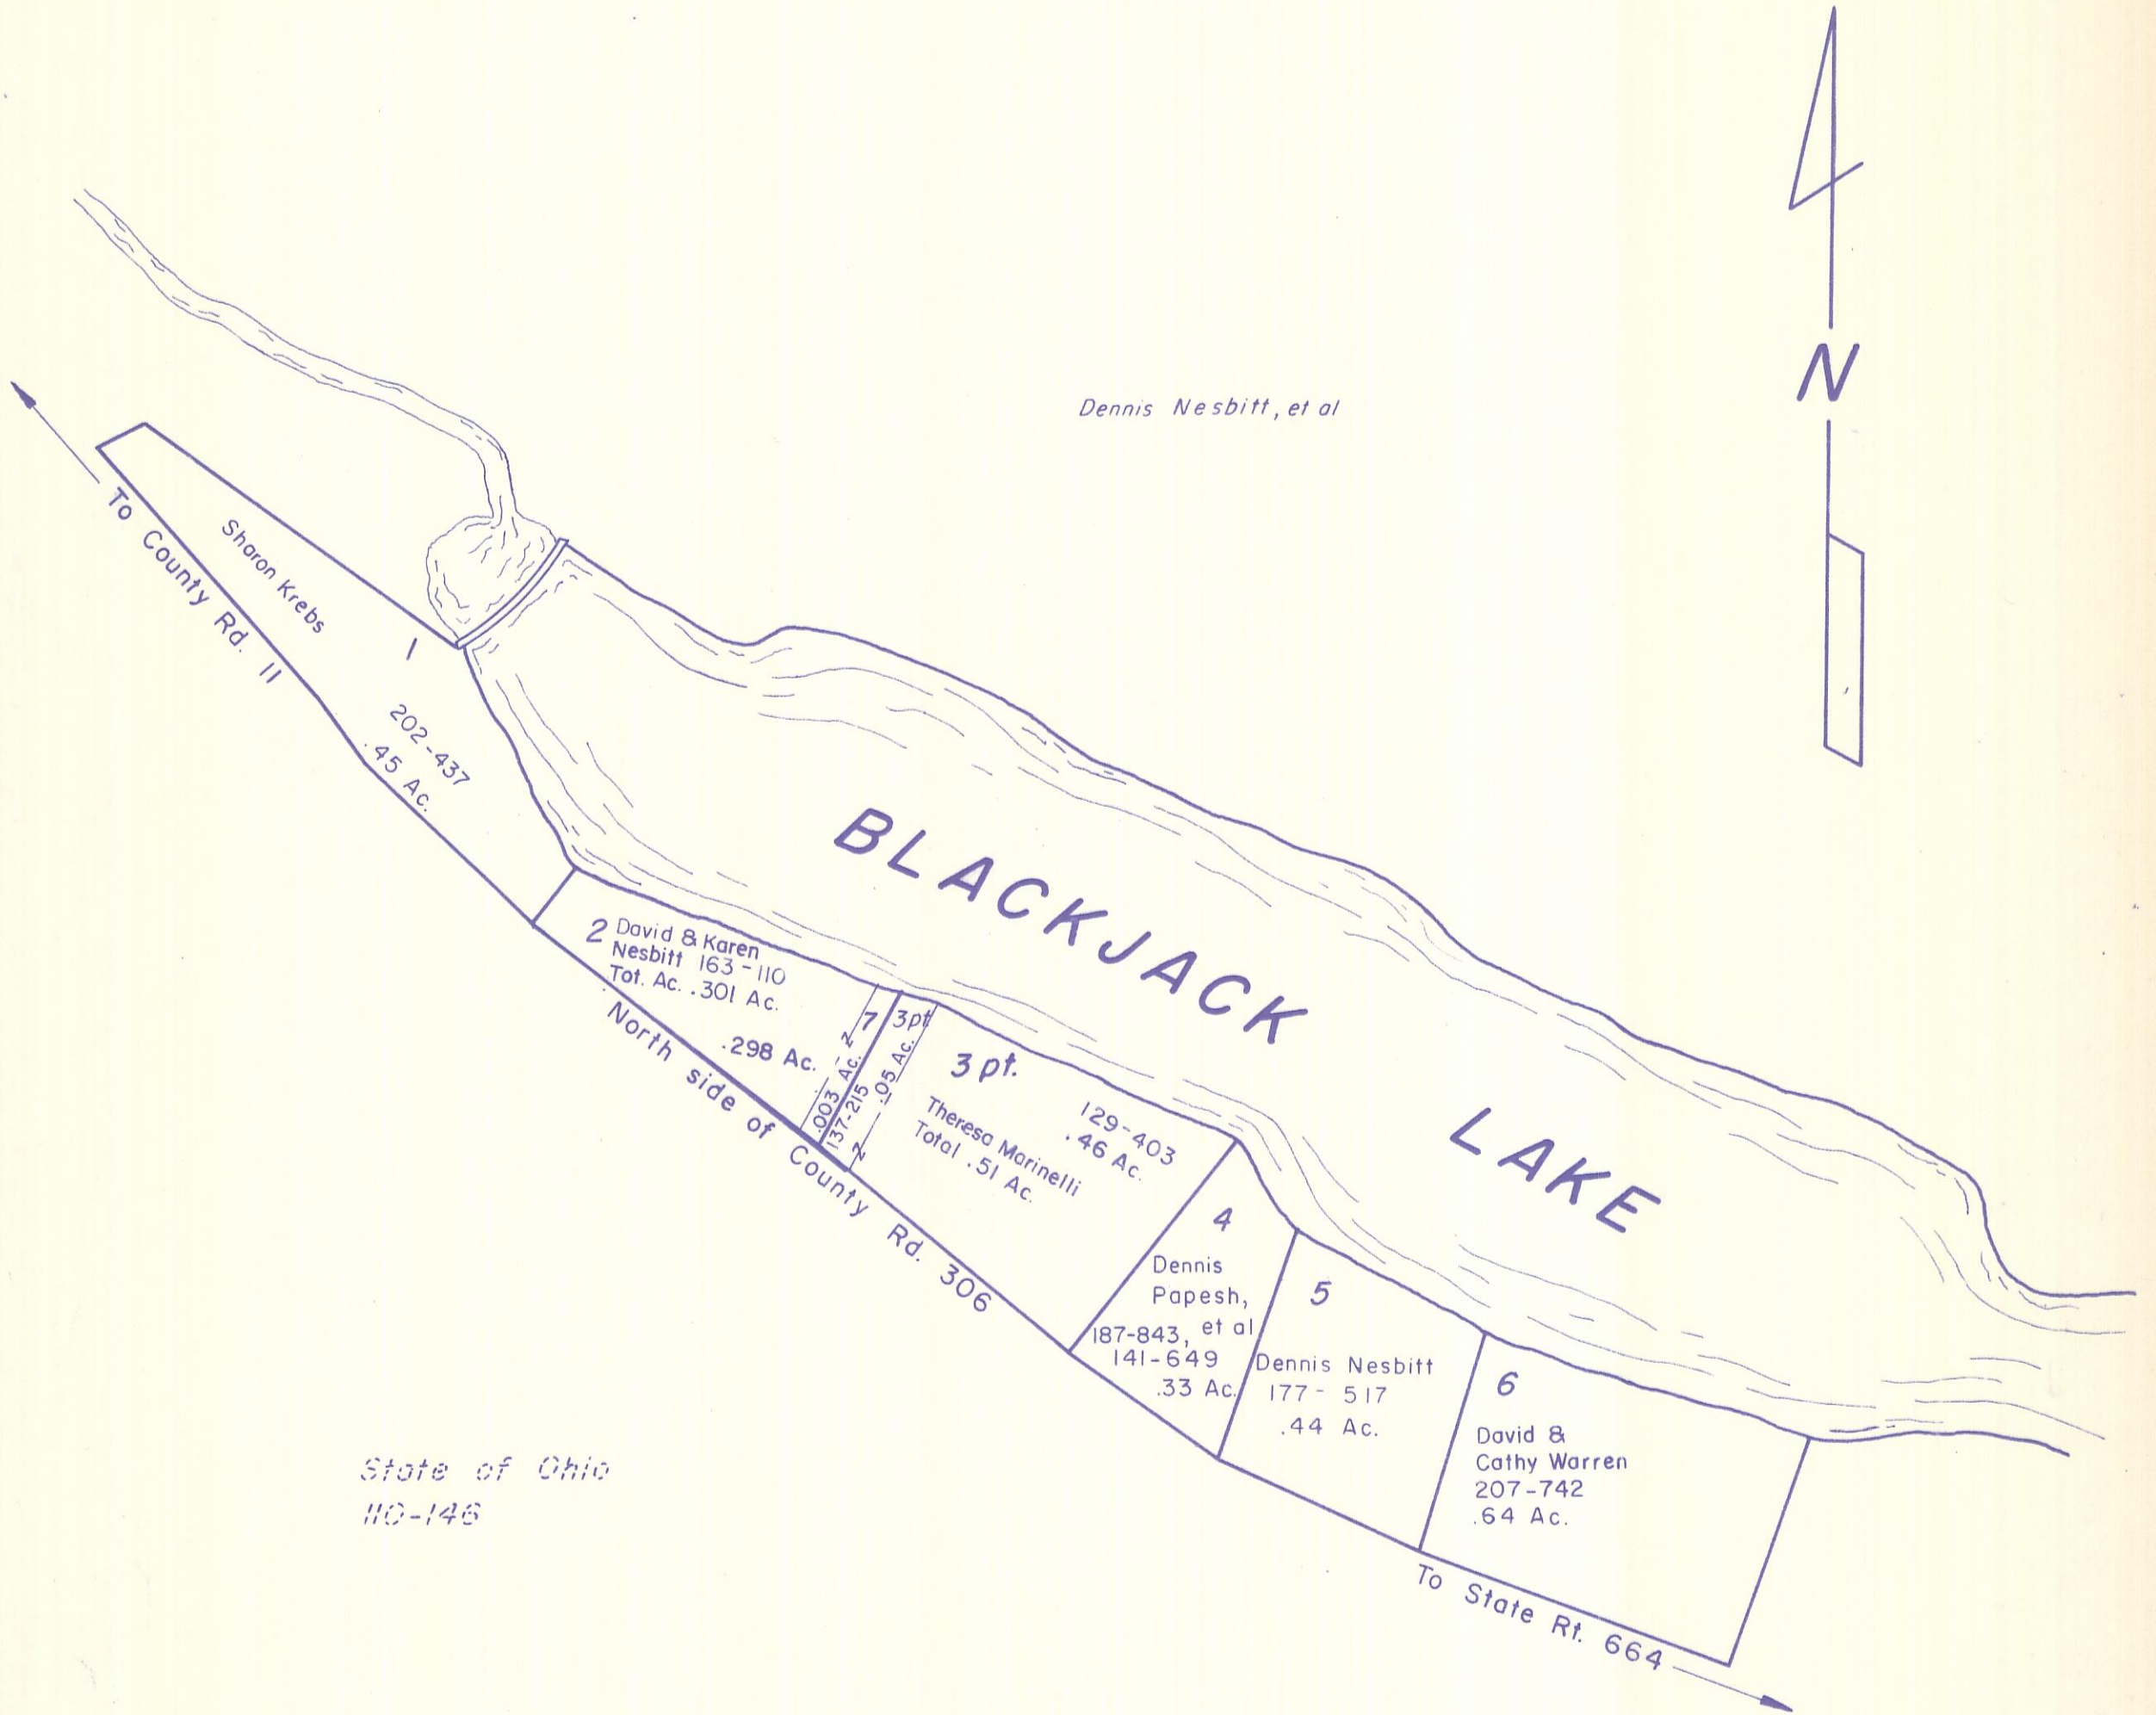 N
Dennis Nesbitt, et al
To County Rd. 11
Sharon Krebs
1
202-437
.45 Ac.
BLACKJACK
LAKE
2 David & Karen
Nesbitt 163-110
Tot. Ac. .301 Ac.
.298 Ac.
7
.003 Ac.
137-215
3pt
.05 Ac.
North side of County Rd. 306
3 pt.
129-403
.46 Ac.
Theresa Marinelli
Total .51 Ac.
4
Dennis
Papesh,
et al
187-843,
141-649
.33 Ac.
5
Dennis Nesbitt
177-517
.44 Ac.
6
David &
Cathy Warren
207-742
.64 Ac.
State of Ohio
110-146
To State Rt. 664